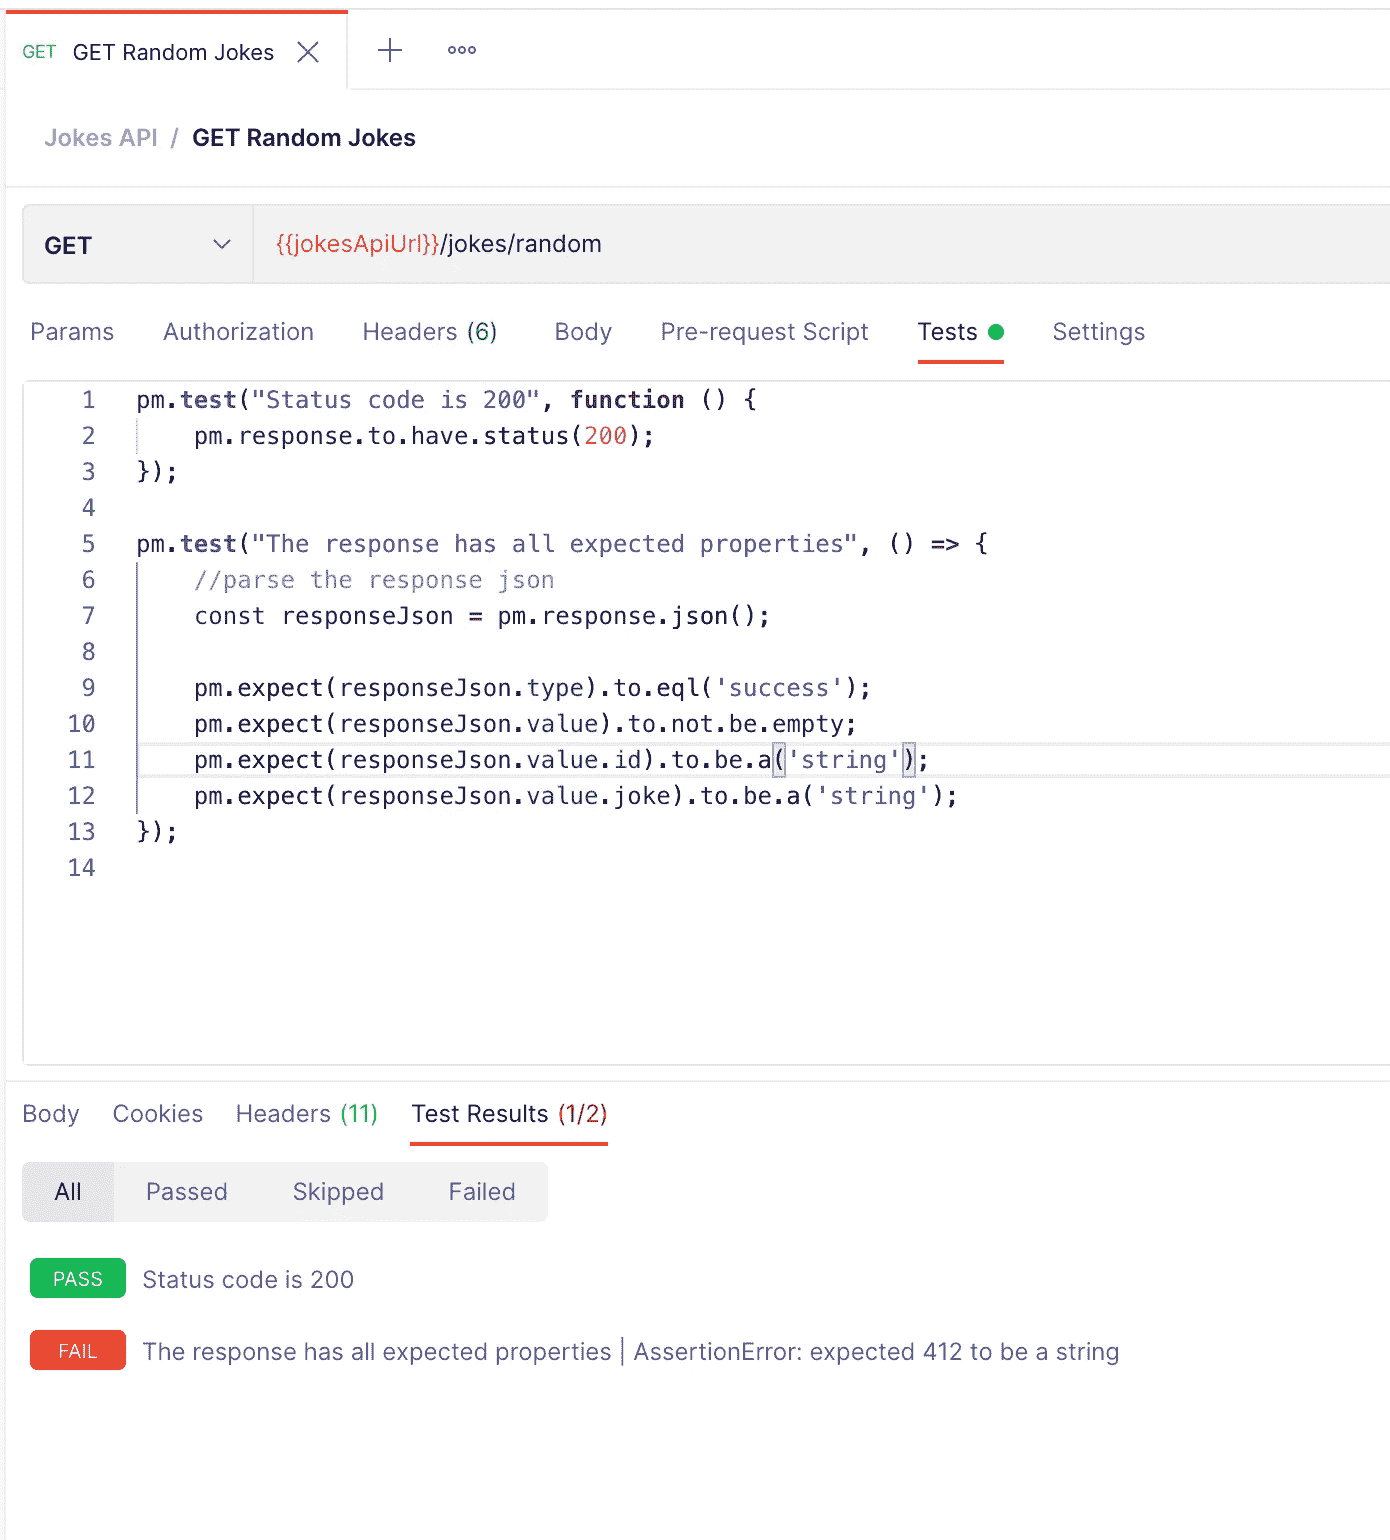 GET GET Random Jokes
Jokes API / GET Random Jokes
GET {{jokesApiUrl}}/jokes/random
Params Authorization Headers (6) Body Pre-request Script Tests Settings
1 pm.test("Status code is 200", function () {
2 pm.response.to.have.status(200);
3 });
4
5 pm.test("The response has all expected properties", () => {
6 //parse the response json
7 const responseJson = pm.response.json();
8
9 pm.expect(responseJson.type).to.eql('success');
10 pm.expect(responseJson.value).to.not.be.empty;
11 pm.expect(responseJson.value.id).to.be.a('string');
12 pm.expect(responseJson.value.joke).to.be.a('string');
13 });
14
Body Cookies Headers (11) Test Results (1/2)
All Passed Skipped Failed
PASS Status code is 200
FAIL The response has all expected properties | AssertionError: expected 412 to be a string